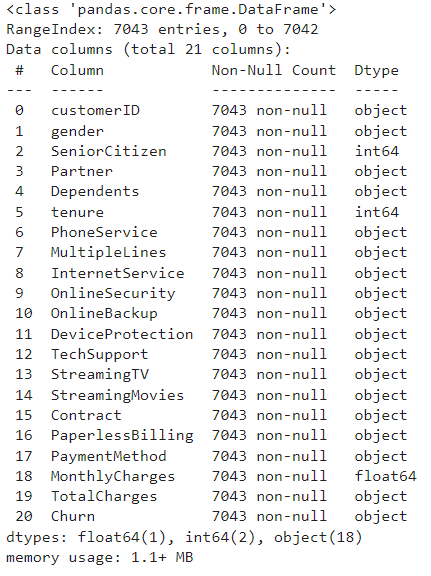 <class 'pandas.core.frame.DataFrame'>
RangeIndex: 7043 entries, 0 to 7042
Data columns (total 21 columns):
 #   Column            Non-Null Count  Dtype
---  ------            --------------  -----
 0   customerID        7043 non-null   object
 1   gender            7043 non-null   object
 2   SeniorCitizen     7043 non-null   int64
 3   Partner           7043 non-null   object
 4   Dependents        7043 non-null   object
 5   tenure            7043 non-null   int64
 6   PhoneService      7043 non-null   object
 7   MultipleLines     7043 non-null   object
 8   InternetService   7043 non-null   object
 9   OnlineSecurity    7043 non-null   object
 10  OnlineBackup      7043 non-null   object
 11  DeviceProtection  7043 non-null   object
 12  TechSupport       7043 non-null   object
 13  StreamingTV       7043 non-null   object
 14  StreamingMovies   7043 non-null   object
 15  Contract          7043 non-null   object
 16  PaperlessBilling  7043 non-null   object
 17  PaymentMethod     7043 non-null   object
 18  MonthlyCharges    7043 non-null   float64
 19  TotalCharges      7043 non-null   object
 20  Churn             7043 non-null   object
dtypes: float64(1), int64(2), object(18)
memory usage: 1.1+ MB